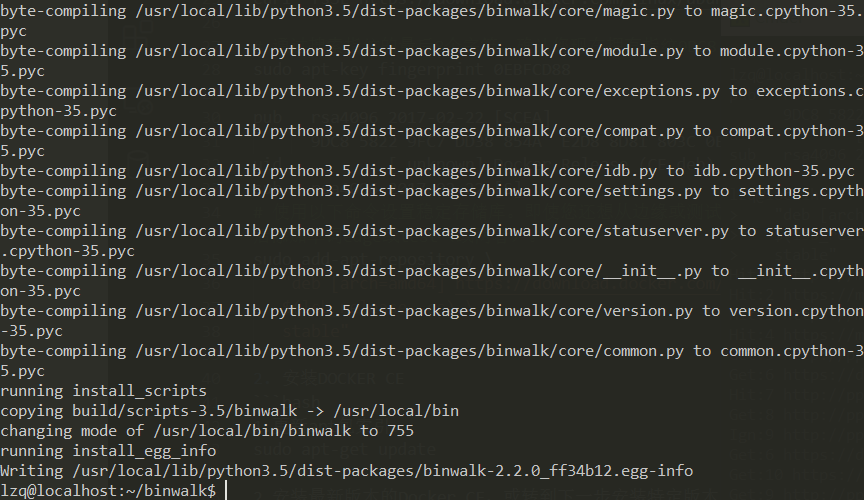 byte-compiling /usr/local/lib/python3.5/dist-packages/binwalk/core/magic.py to magic.cpython-35.
pyc
byte-compiling /usr/local/lib/python3.5/dist-packages/binwalk/core/module.py to module.cpython-3
5.pyc
byte-compiling /usr/local/lib/python3.5/dist-packages/binwalk/core/exceptions.py to exceptions.c
python-35.pyc
byte-compiling /usr/local/lib/python3.5/dist-packages/binwalk/core/compat.py to compat.cpython-3
5.pyc
byte-compiling /usr/local/lib/python3.5/dist-packages/binwalk/core/idb.py to idb.cpython-35.pyc
byte-compiling /usr/local/lib/python3.5/dist-packages/binwalk/core/settings.py to settings.cpyth
on-35.pyc
byte-compiling /usr/local/lib/python3.5/dist-packages/binwalk/core/statuserver.py to statuserver
.cpython-35.pyc
byte-compiling /usr/local/lib/python3.5/dist-packages/binwalk/core/__init__.py to __init__.cpyth
on-35.pyc
byte-compiling /usr/local/lib/python3.5/dist-packages/binwalk/core/version.py to version.cpython
-35.pyc
byte-compiling /usr/local/lib/python3.5/dist-packages/binwalk/core/common.py to common.cpython-3
5.pyc
running install_scripts
copying build/scripts-3.5/binwalk -> /usr/local/bin
changing mode of /usr/local/bin/binwalk to 755
running install_egg_info
Writing /usr/local/lib/python3.5/dist-packages/binwalk-2.2.0_ff34b12.egg-info
lzq@localhost:~/binwalk$